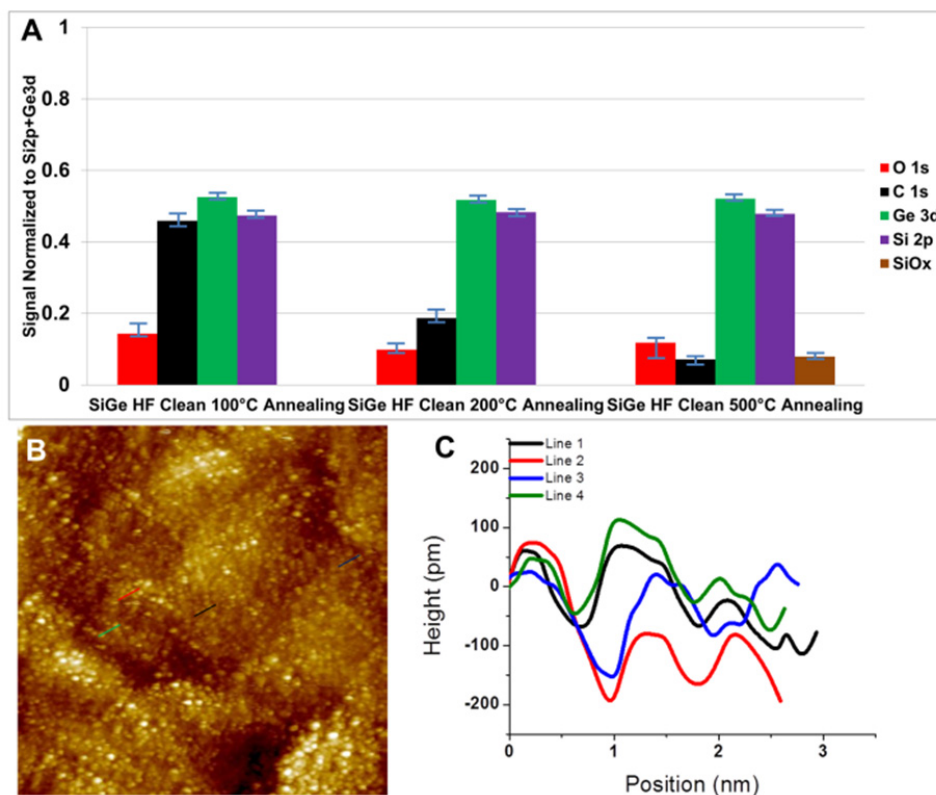 A
Signal Normalized to Si2p+Ge3d
1
0.8
0.6
0.4
0.2
0
SiGe HF Clean 100°C Annealing
SiGe HF Clean 200°C Annealing
SiGe HF Clean 500°C Annealing
O 1s
C 1s
Ge 3d
Si 2p
SiOx
B
C
Line 1
Line 2
Line 3
Line 4
Height (pm)
200
100
0
-100
-200
0
1
2
3
Position (nm)